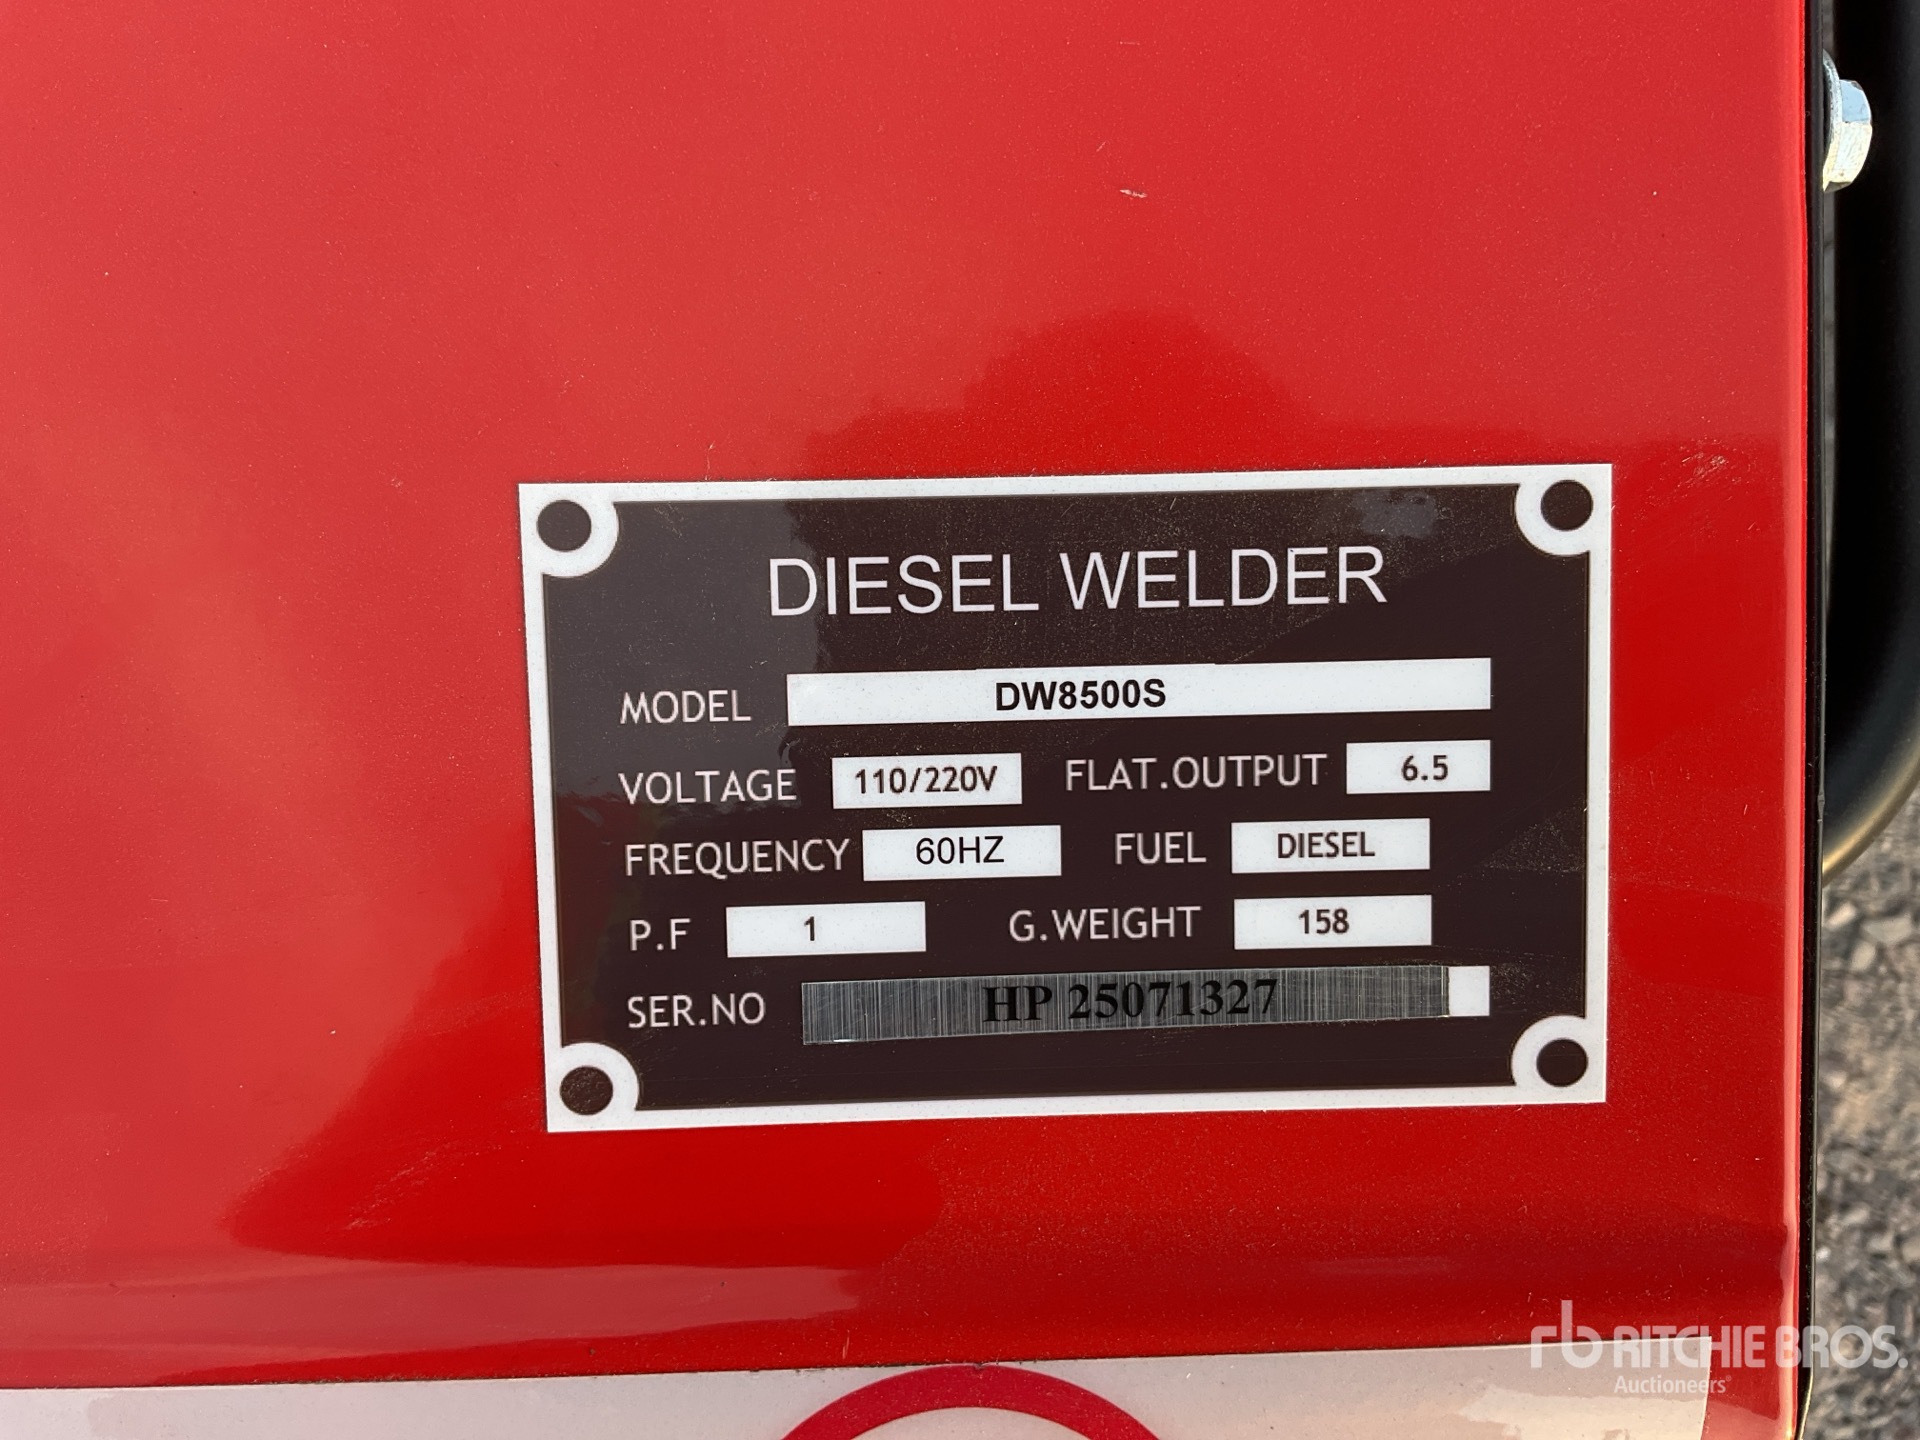 DIESEL WELDER
MODEL DW8500S
VOLTAGE 110/220V FLAT.OUTPUT 6.5
FREQUENCY 60HZ FUEL DIESEL
P.F 1 G.WEIGHT 158
SER.NO HP 25071327
rb RITCHIE BROS.
Auctioneers